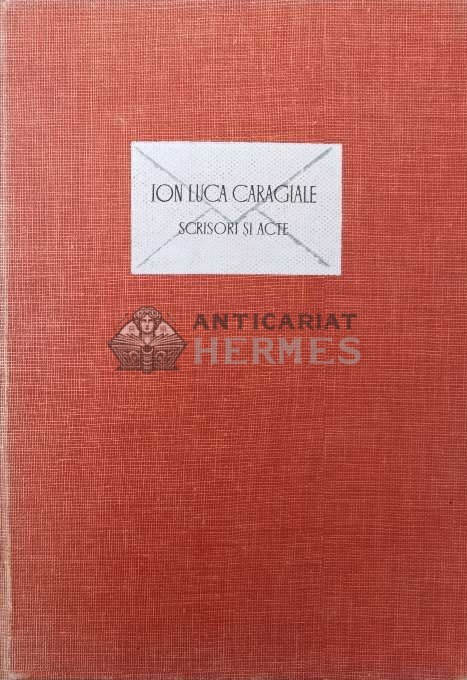 ION LUCA CARAGIALE
SCRISORI ȘI ACTE
ANTICARIAT
HERMES